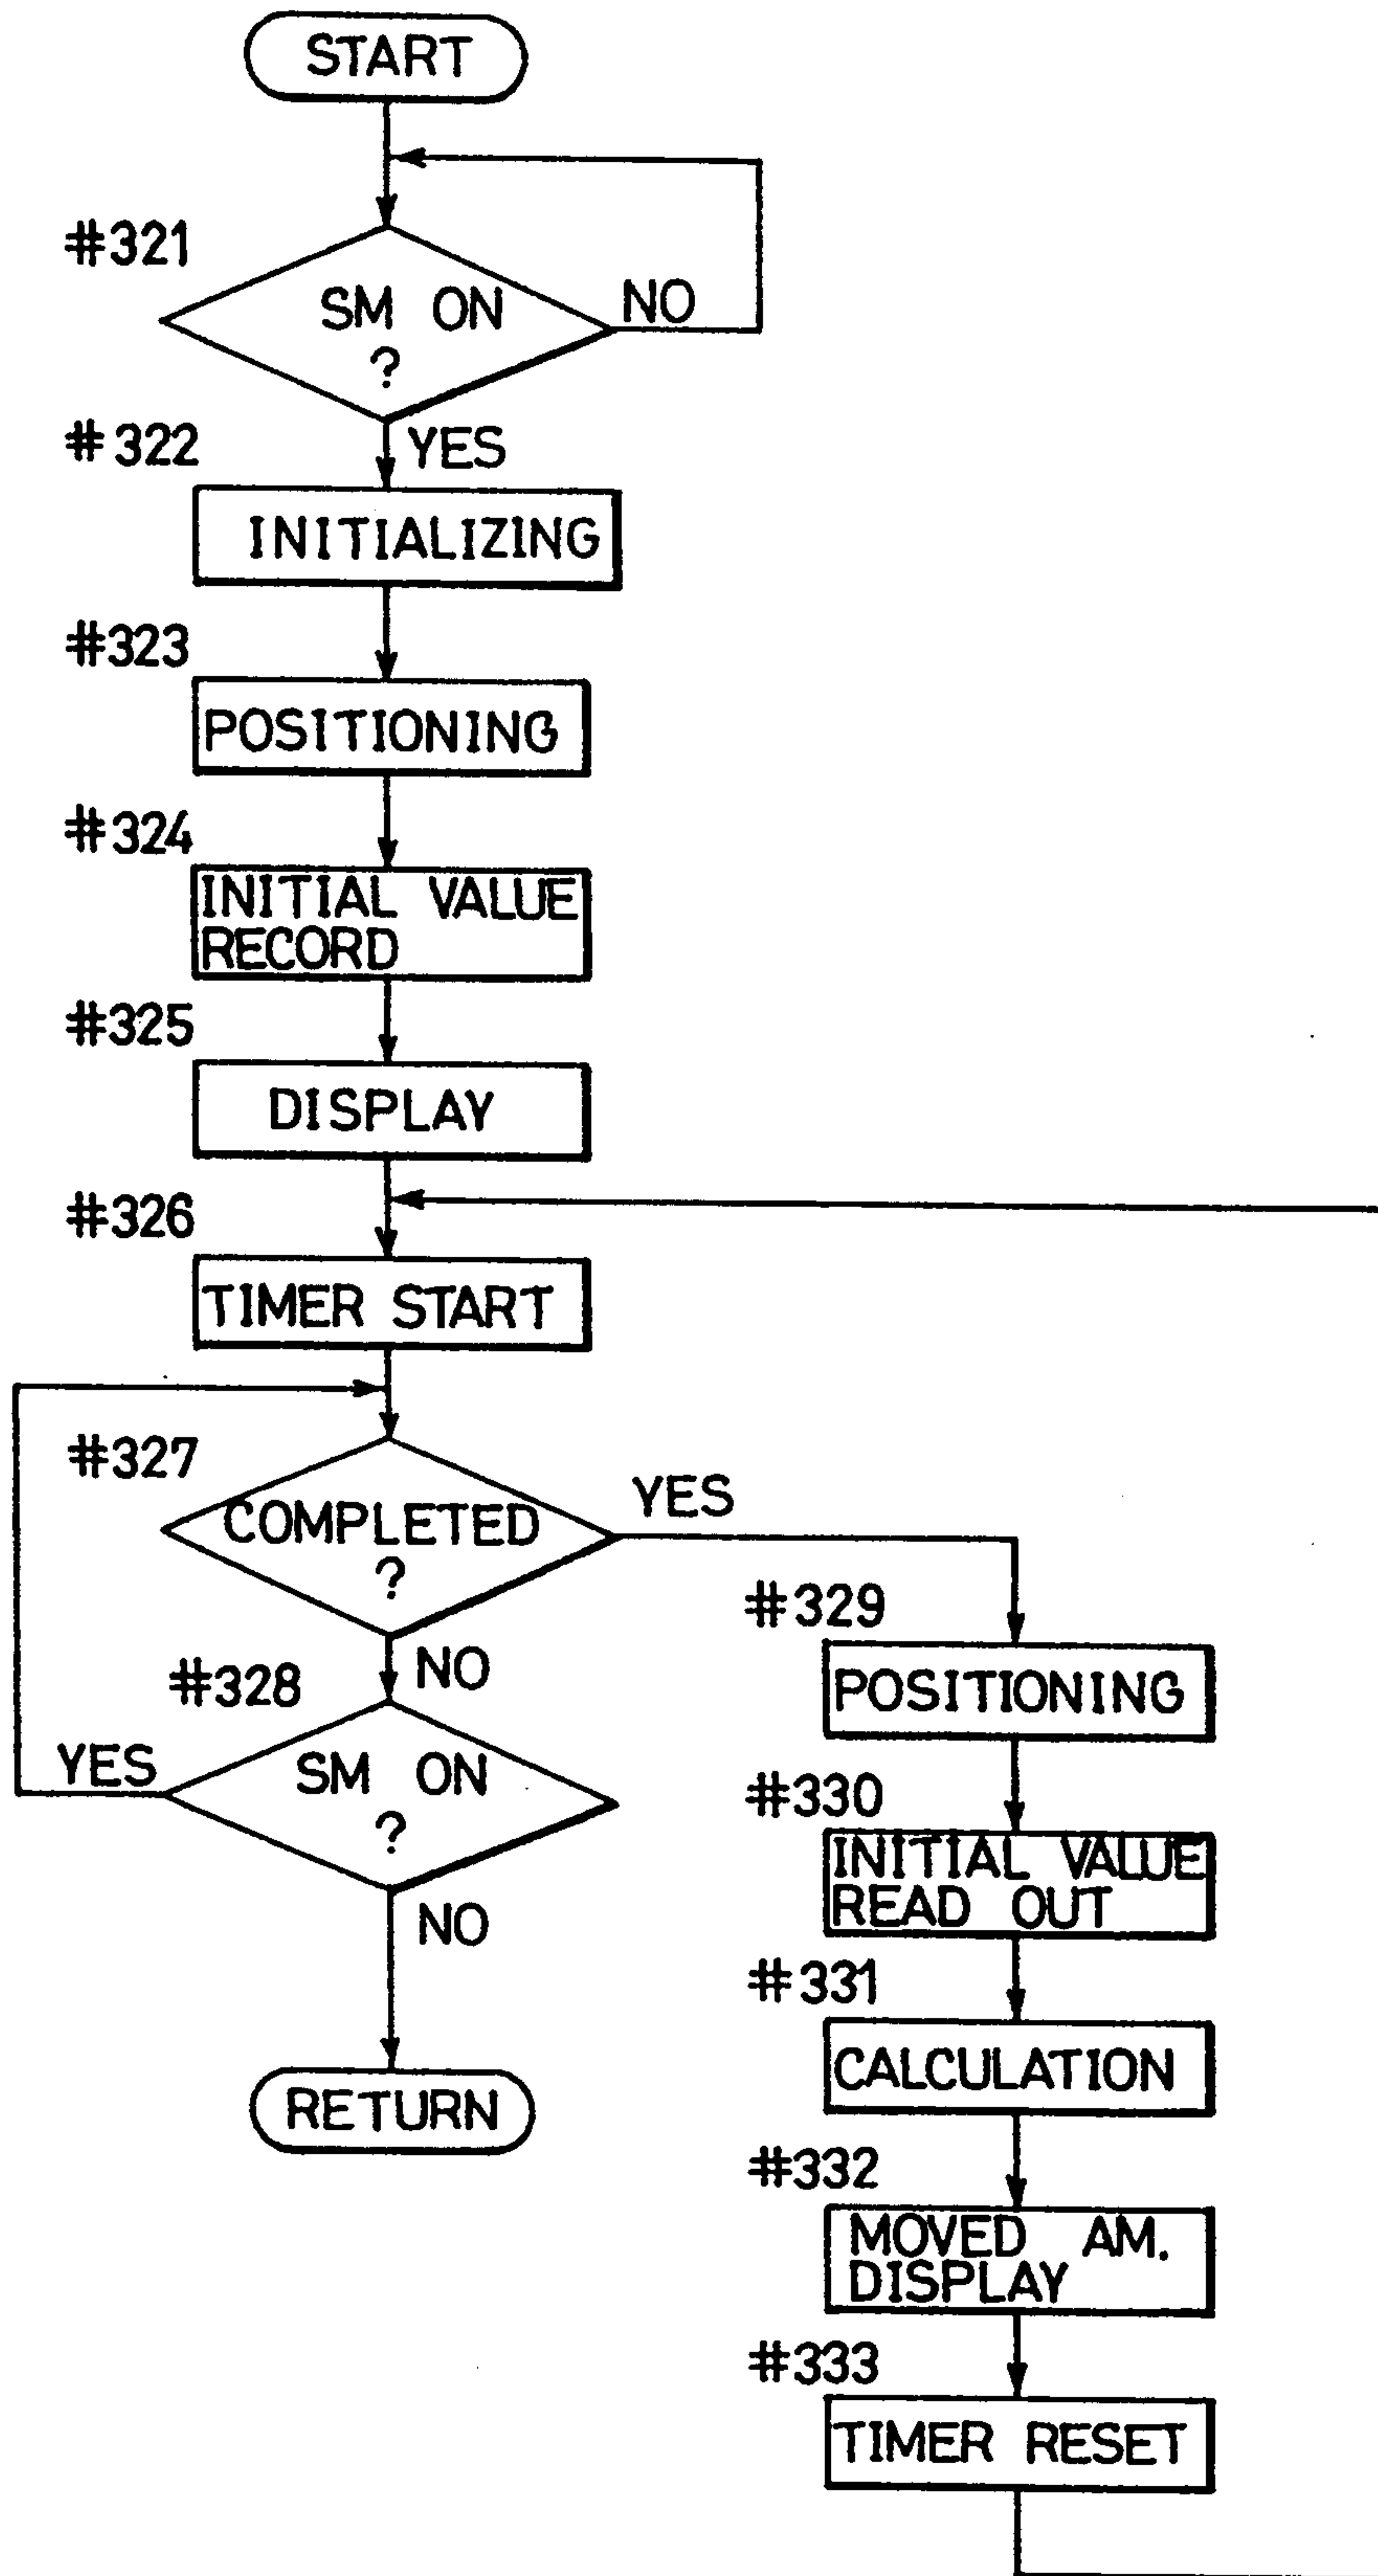 START
#321
SM ON
?
NO
#322
YES
INITIALIZING
#323
POSITIONING
#324
INITIAL VALUE
RECORD
#325
DISPLAY
#326
TIMER START
#327
COMPLETED
?
YES
NO
#328
SM ON
?
YES
NO
RETURN
#329
POSITIONING
#330
INITIAL VALUE
READ OUT
#331
CALCULATION
#332
MOVED AM.
DISPLAY
#333
TIMER RESET